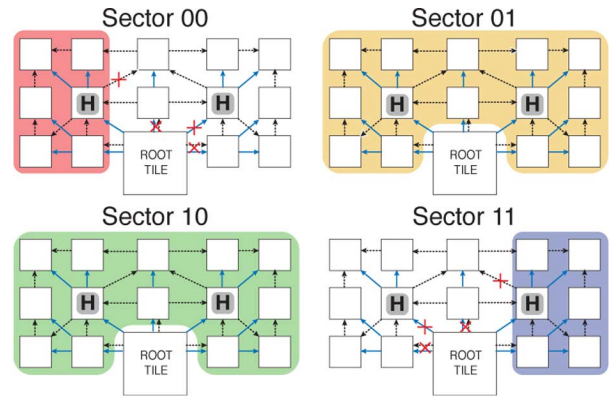 Sector 00
H
H
ROOT
TILE
Sector 01
H
H
ROOT
TILE
Sector 10
H
H
ROOT
TILE
Sector 11
H
H
ROOT
TILE